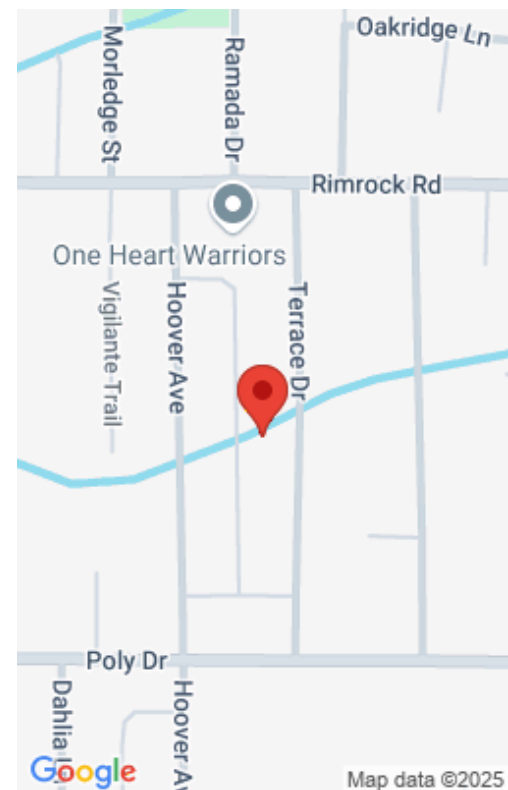 Oakridge Ln
Morledge St
Ramada Dr
Rimrock Rd
One Heart Warriors
Vigilante Trail
Hoover Ave
Terrace Dr
Poly Dr
Dahlia
Hoover Av
Google
Map data ©2025